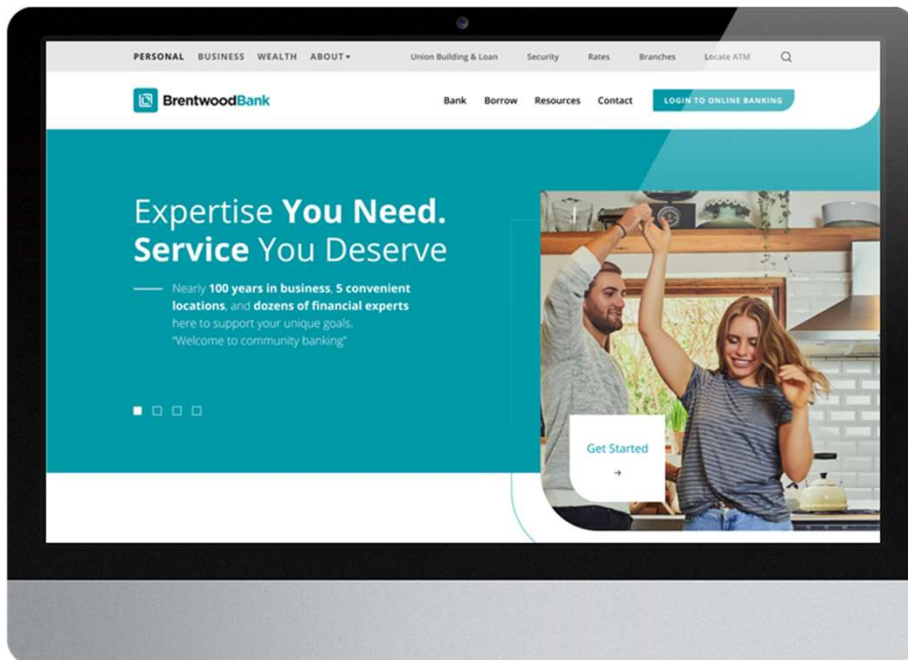 PERSONAL BUSINESS WEALTH ABOUT Union Building & Loan Security Rates Branches Locate ATM
BrentwoodBank Bank Borrow Resources Contact LOGIN TO ONLINE BANKING
Expertise You Need.
Service You Deserve
Nearly 100 years in business, 5 convenient
locations, and dozens of financial experts
here to support your unique goals.
“Welcome to community banking”
Get Started